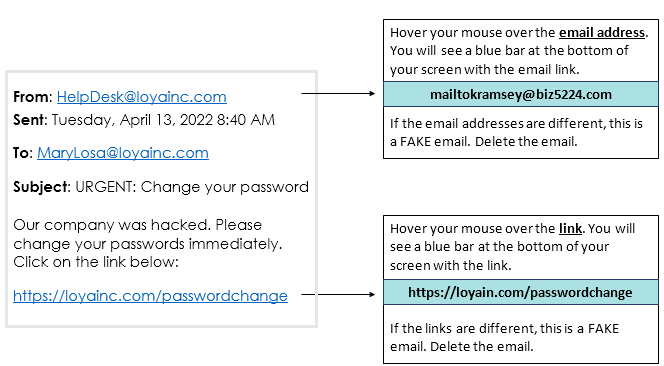 From: HelpDesk@loyainc.com
Sent: Tuesday, April 13, 2022 8:40 AM
To: MaryLosa@loyainc.com
Subject: URGENT: Change your password
Our company was hacked. Please
change your passwords immediately.
Click on the link below:
https://loyainc.com/passwordchange
Hover your mouse over the email address.
You will see a blue bar at the bottom of
your screen with the email link.
mailtokramsey@biz5224.com
If the email addresses are different, this is
a FAKE email. Delete the email.
Hover your mouse over the link. You will
see a blue bar at the bottom of your
screen with the link.
https://loyain.com/passwordchange
If the links are different, this is a FAKE
email. Delete the email.